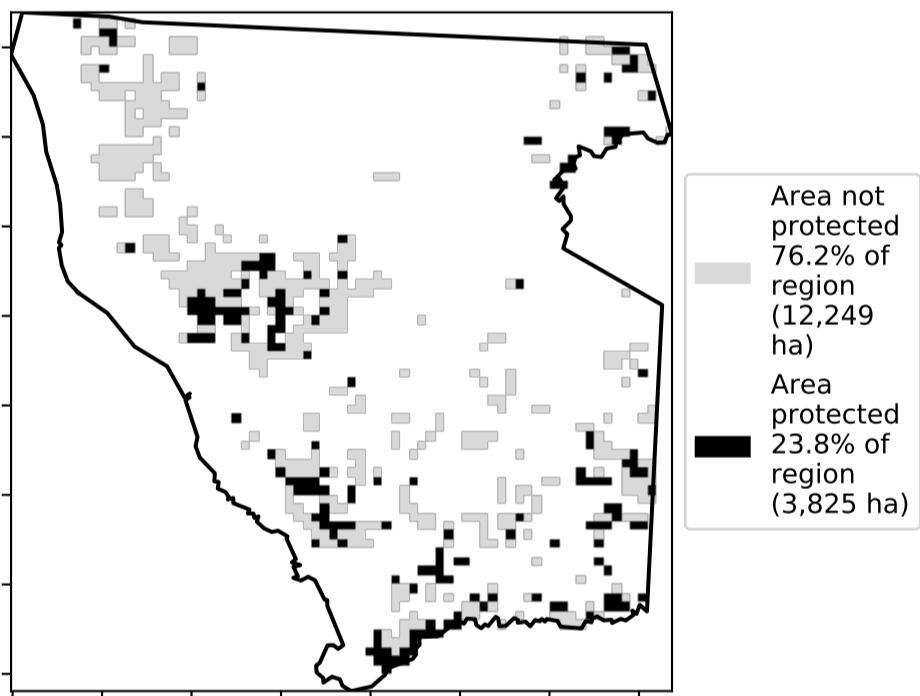 Area not
protected
76.2% of
region
(12,249
ha)
Area
protected
23.8% of
region
(3,825 ha)